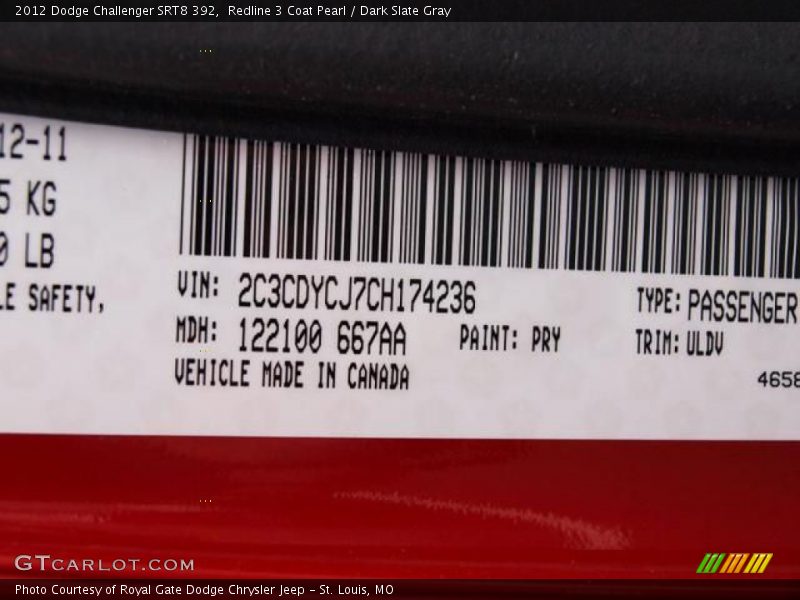 2012 Dodge Challenger SRT8 392,  Redline 3 Coat Pearl / Dark Slate Gray
12-11
5 KG
0 LB
LE SAFETY,
VIN: 2C3CDYCJ7CH174236
TYPE: PASSENGER
MDH: 122100 667AA
PAINT: PRY
TRIM: ULDV
VEHICLE MADE IN CANADA
4658
GTCARLOT.COM
Photo Courtesy of Royal Gate Dodge Chrysler Jeep - St. Louis, MO